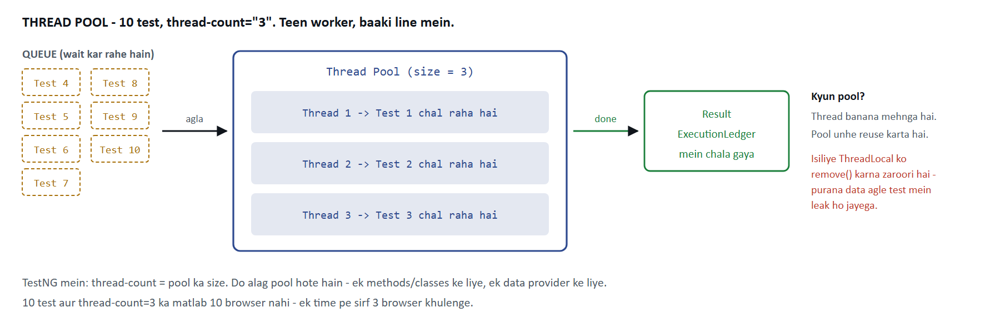 THREAD POOL - 10 test, thread-count="3". Teen worker, baaki line mein.
QUEUE (wait kar rahe hain)
Test 4
Test 8
Test 5
Test 9
Test 6
Test 10
Test 7
agla
Thread Pool (size = 3)
Thread 1 -> Test 1 chal raha hai
Thread 2 -> Test 2 chal raha hai
Thread 3 -> Test 3 chal raha hai
done
Result
ExecutionLedger
mein chala gaya
Kyun pool?
Thread banana mehnga hai.
Pool unhe reuse karta hai.
Isiliye ThreadLocal ko
remove() karna zaroori hai -
purana data agle test mein
leak ho jayega.
TestNG mein: thread-count = pool ka size. Do alag pool hote hain - ek methods/classes ke liye, ek data provider ke liye.
10 test aur thread-count=3 ka matlab 10 browser nahi - ek time pe sirf 3 browser khulenge.